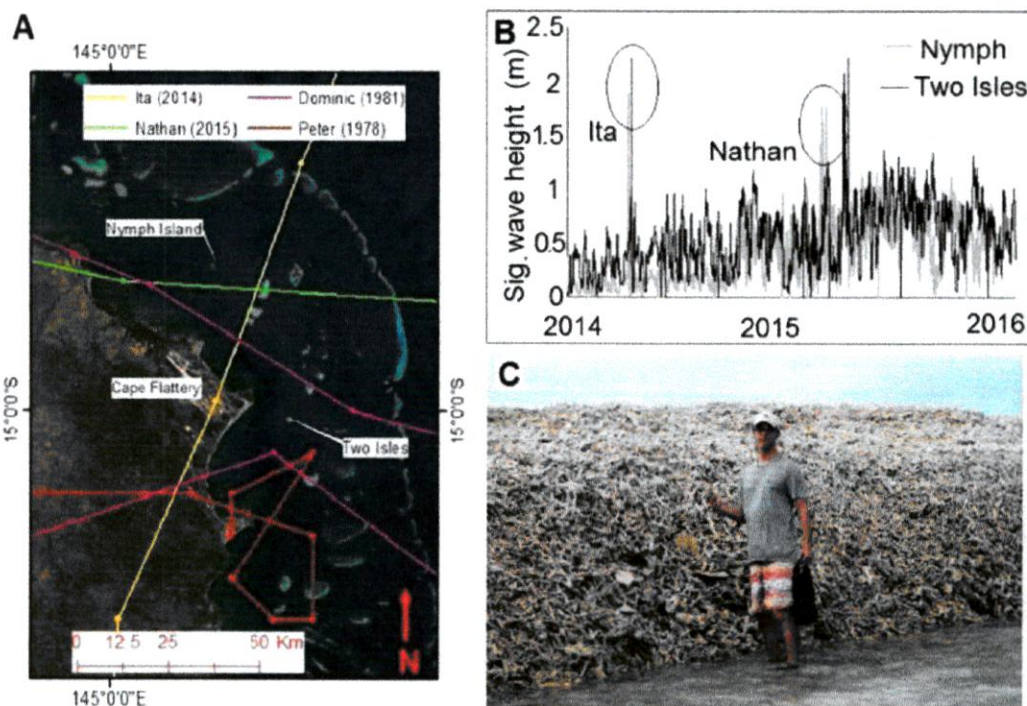 A
145°0'0"E
Ita (2014)
Dominic (1981)
Nathan (2015)
Peter (1978)
Nymph Island
Cape Flattery
15°0'0"S
15°0'0"S
Two Isles
0 12.5 25 50 Km
N
145°0'0"E
B
Sig. wave height (m)
2.5
2
1.5
1
0.5
0
Nymph
Two Isles
Ita
Nathan
2014 2015 2016
C